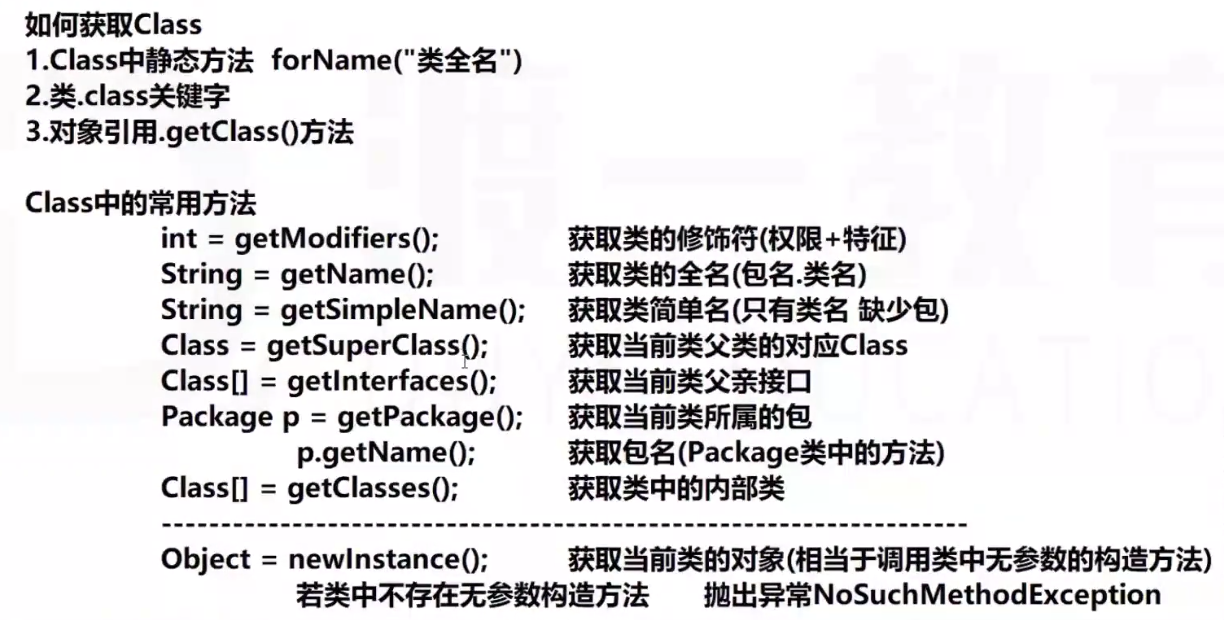 如何获取Class
1.Class中静态方法 forName("类全名")
2.类.class关键字
3.对象引用.getClass()方法
Class中的常用方法
int = getModifiers(); 获取类的修饰符(权限+特征)
String = getName(); 获取类的全名(包名.类名)
String = getSimpleName(); 获取类简单名(只有类名 缺少包)
Class = getSuperClass(); 获取当前类父类的对应Class
Class[] = getInterfaces(); 获取当前类父亲接口
Package p = getPackage(); 获取当前类所属的包
p.getName(); 获取包名(Package类中的方法)
Class[] = getClasses(); 获取类中的内部类
--------------------------------------------------------------------
Object = newInstance(); 获取当前类的对象(相当于调用类中无参数的构造方法)
若类中不存在无参数构造方法 抛出异常NoSuchMethodException